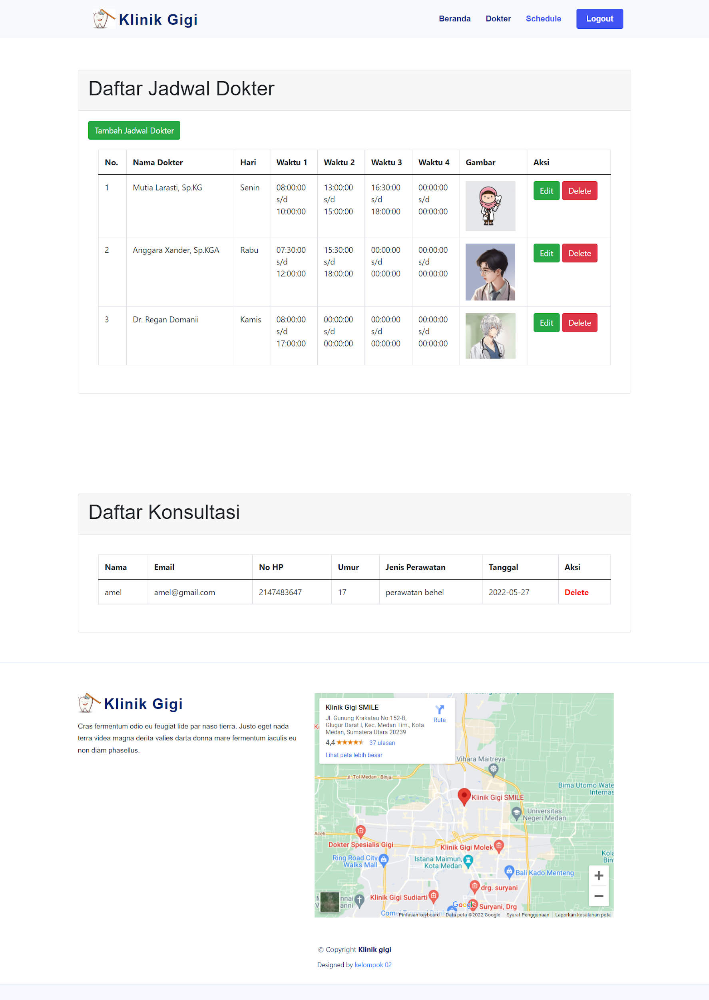 Klinik Gigi
Beranda Dokter Schedule Logout
Daftar Jadwal Dokter
Tambah Jadwal Dokter
No. Nama Dokter Hari Waktu 1 Waktu 2 Waktu 3 Waktu 4 Gambar Aksi
1 Mutia Larasti, Sp.KG Senin 08:00:00 13:00:00 16:30:00 00:00:00 Edit Delete
s/d s/d s/d s/d
10:00:00 15:00:00 18:00:00 00:00:00
2 Anggara Xander, Sp.KGA Rabu 07:30:00 15:30:00 00:00:00 00:00:00 Edit Delete
s/d s/d s/d s/d
12:00:00 18:00:00 00:00:00 00:00:00
3 Dr. Regan Domanii Kamis 08:00:00 00:00:00 00:00:00 00:00:00 Edit Delete
s/d s/d s/d s/d
17:00:00 00:00:00 00:00:00 00:00:00
Daftar Konsultasi
Nama Email No HP Umur Jenis Perawatan Tanggal Aksi
amel amel@gmail.com 2147483647 17 perawatan behel 2022-05-27 Delete
Klinik Gigi
Cras fermentum odio eu feugiat lide par naso tierra. Justo eget nada
terra videa magna derita valies darta donna mare fermentum iaculis eu
non diam phasellus.
Klinik Gigi SMILE
Jl. Gunung Krakatau No.152-B,
Glugur Darat I, Kec. Medan Tim., Kota
Medan, Sumatera Utara 20239
Rute
4,4 37 ulasan
Lihat peta lebih besar
Vihara Maitreya
Jl. Tol Medan - Binjai
Bima Utomo Wate
Internas
Klinik Gigi SMILE
Universitas
Negeri Medan
Aceh
Dokter Spesialis Gigi
Klinik Gigi Molek
Ring Road City
Walks Mall
Istana Maimun,
Kota Medan
Kola
Bin
Bali Kado Menteng
drg. suryani
Klinik Gigi Sudiarti
Google
Suryani, Drg
Pintasan keyboard Data peta ©2022 Google Syarat Penggunaan Laporkan kesalahan peta
© Copyright Klinik gigi
Designed by kelompok 02